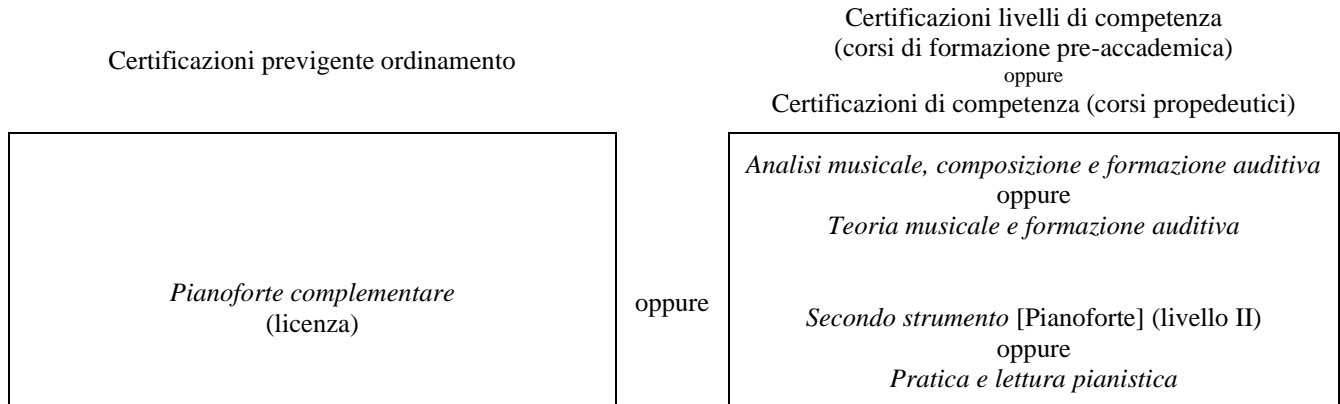 Certificazioni previgente ordinamento
Certificazioni livelli di competenza
(corsi di formazione pre-accademica)
oppure
Certificazioni di competenza (corsi propedeutici)
Pianoforte complementare
(licenza)
oppure
Analisi musicale, composizione e formazione auditiva
oppure
Teoria musicale e formazione auditiva
Secondo strumento [Pianoforte] (livello II)
oppure
Pratica e lettura pianistica